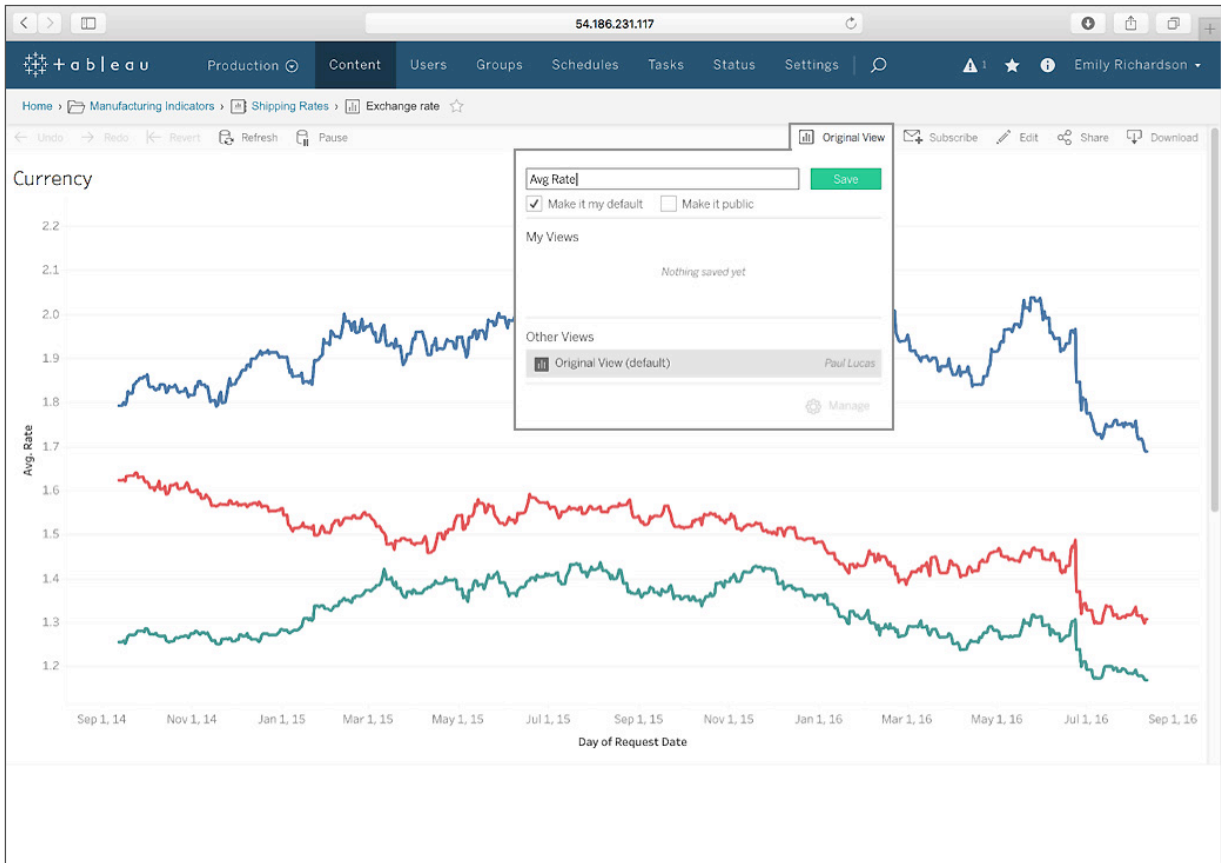 54.186.231.117
+ableau Production Content Users Groups Schedules Tasks Status Settings 1 Emily Richardson
Home › Manufacturing Indicators › Shipping Rates › Exchange rate
Undo Redo Revert Refresh Pause Original View Subscribe Edit Share Download
Currency
Avg Rate Save
Make it my default Make it public
My Views
Nothing saved yet
Other Views
Original View (default) Paul Lucas
Manage
2.2
2.1
2.0
1.9
1.8
1.7
1.6
1.5
1.4
1.3
1.2
Avg. Rate
Sep 1, 14 Nov 1, 14 Jan 1, 15 Mar 1, 15 May 1, 15 Jul 1, 15 Sep 1, 15 Nov 1, 15 Jan 1, 16 Mar 1, 16 May 1, 16 Jul 1, 16 Sep 1, 16
Day of Request Date